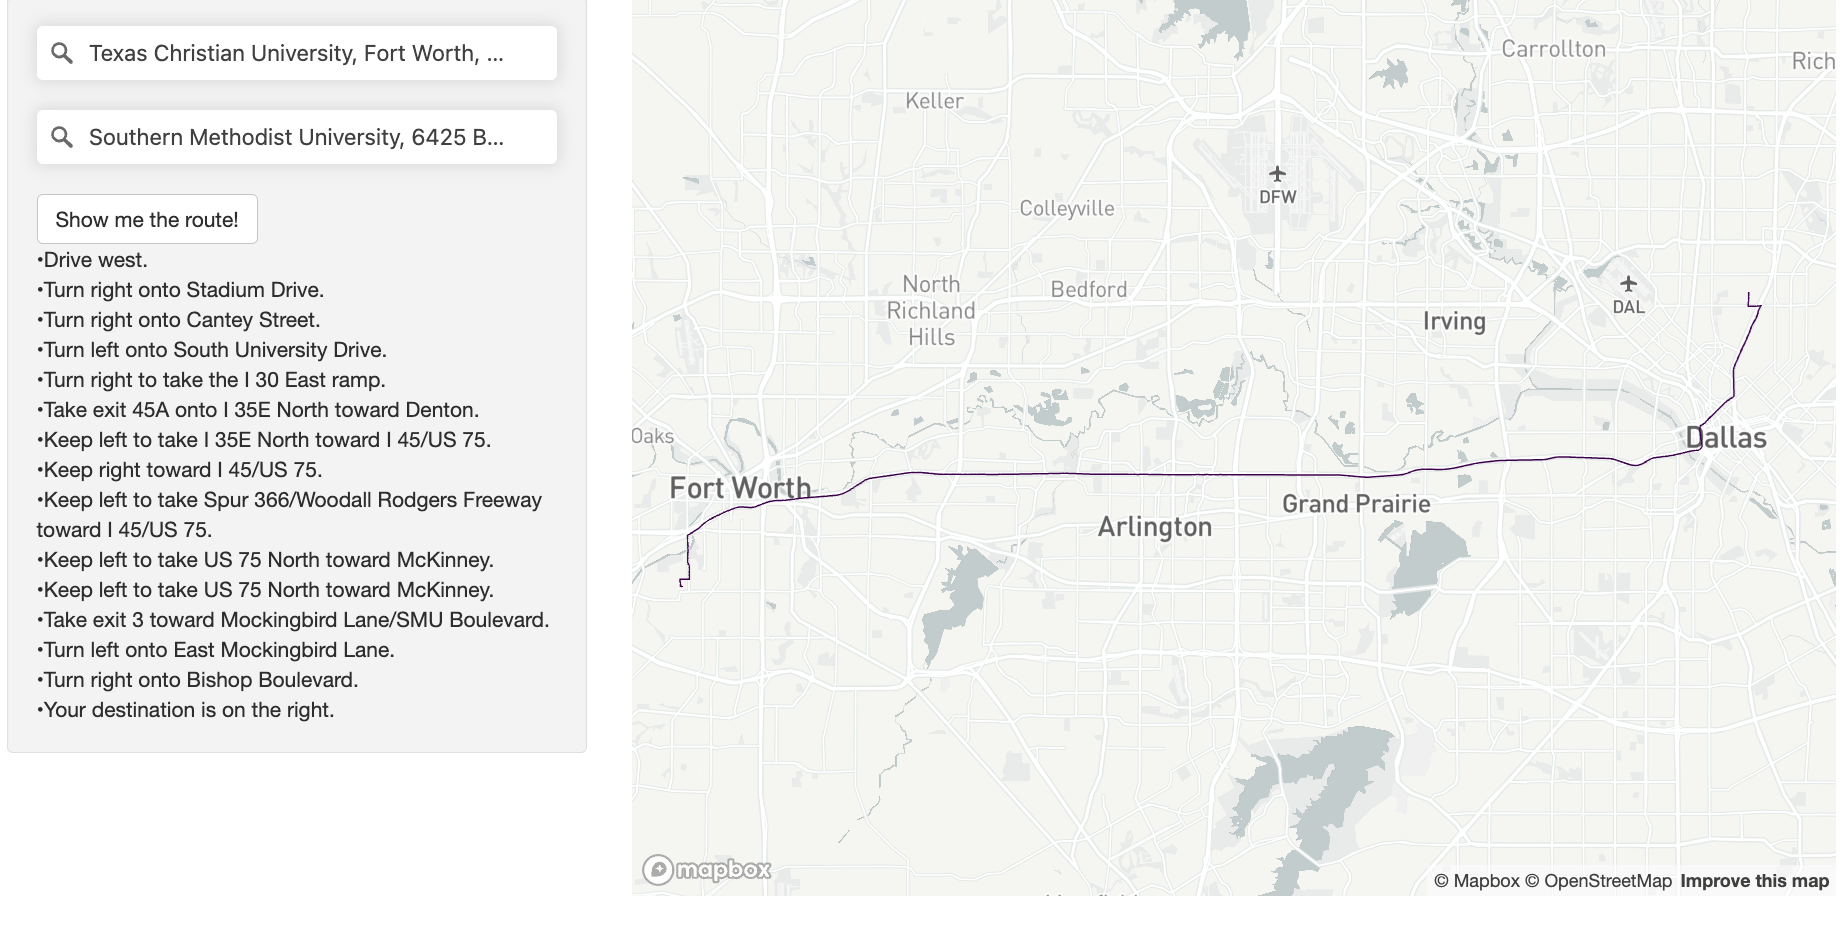 Texas Christian University, Fort Worth, ...
Southern Methodist University, 6425 B...
Show me the route!
•Drive west.
•Turn right onto Stadium Drive.
•Turn right onto Cantey Street.
•Turn left onto South University Drive.
•Turn right to take the I 30 East ramp.
•Take exit 45A onto I 35E North toward Denton.
•Keep left to take I 35E North toward I 45/US 75.
•Keep right toward I 45/US 75.
•Keep left to take Spur 366/Woodall Rodgers Freeway
toward I 45/US 75.
•Keep left to take US 75 North toward McKinney.
•Keep left to take US 75 North toward McKinney.
•Take exit 3 toward Mockingbird Lane/SMU Boulevard.
•Turn left onto East Mockingbird Lane.
•Turn right onto Bishop Boulevard.
•Your destination is on the right.
Carrollton
Rich
Keller
DFW
Colleyville
North
Richland
Hills
Bedford
DAL
Irving
Oaks
Dallas
Fort Worth
Grand Prairie
Arlington
mapbox
© Mapbox © OpenStreetMap Improve this map